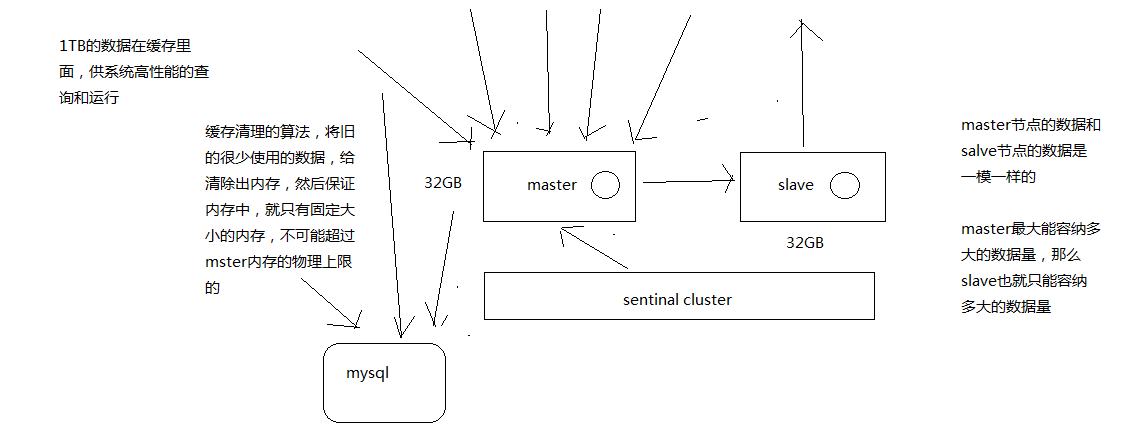 1TB的数据在缓存里
面，供系统高性能的查
询和运行
缓存清理的算法，将旧
的很少使用的数据，给
清除出内存，然后保证
内存中，就只有固定大
小的内存，不可能超过
mster内存的物理上限
的
32GB
master
slave
32GB
sentinal cluster
mysql
master节点的数据和
salve节点的数据是
一模一样的
master最大能容纳多
大的数据量，那么
slave也就只能容纳
多大的数据量